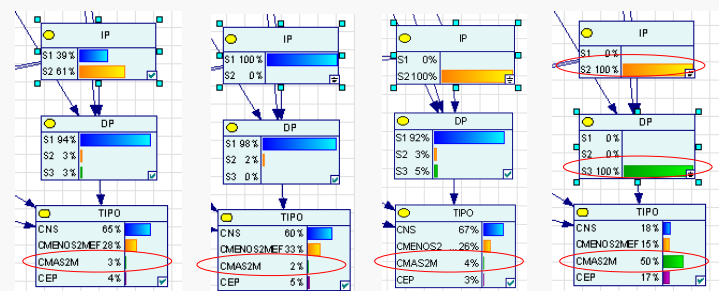 IP
S1 39%
S2 61%
DP
S1 94%
S2 3%
S3 3%
TIPO
CNS 65%
CMENOS2MEF 28%
CMAS2M 3%
CEP 4%
IP
S1 100%
S2 0%
DP
S1 98%
S2 2%
S3 0%
TIPO
CNS 60%
CMENOS2MEF 33%
CMAS2M 2%
CEP 5%
IP
S1 0%
S2 100%
DP
S1 92%
S2 3%
S3 5%
TIPO
CNS 67%
CMENOS2 ...26%
CMAS2M 4%
CEP 3%
IP
S1 0%
S2 100%
DP
S1 0%
S2 0%
S3 100%
TIPO
CNS 18%
CMENOS2MEF 15%
CMAS2M 50%
CEP 17%